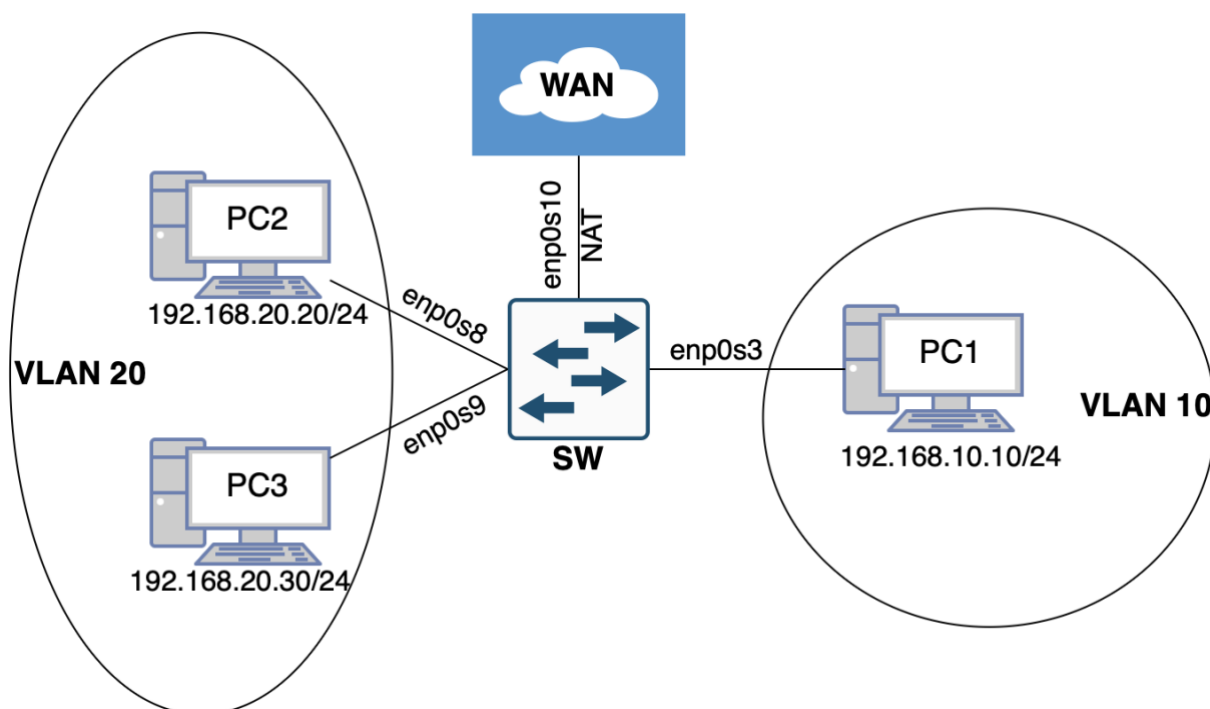 WAN
enp0s10
NAT
PC2
192.168.20.20/24
enp0s8
VLAN 20
enp0s9
PC3
192.168.20.30/24
SW
enp0s3
PC1
VLAN 10
192.168.10.10/24